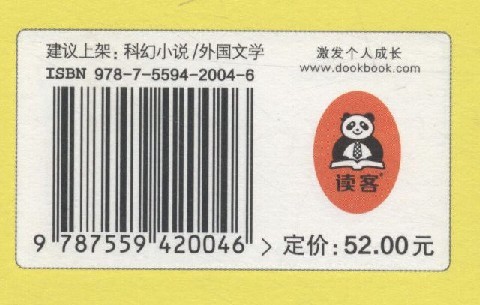 建议上架：科幻小说/外国文学
ISBN 978-7-5594-2004-6
激发个人成长
www.dookbook.com
读客®
9 787559 420046 >
定价：52.00元